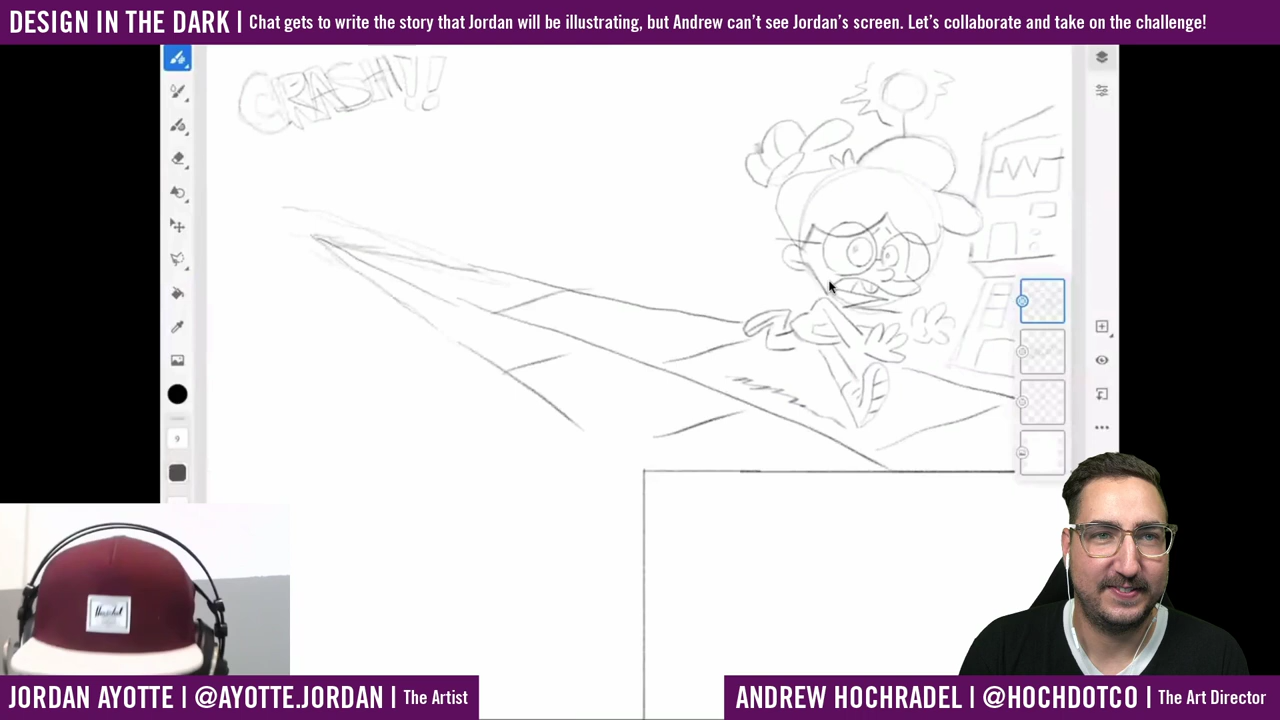 DESIGN IN THE DARK | Chat gets to write the story that Jordan will be illustrating, but Andrew can’t see Jordan’s screen. Let’s collaborate and take on the challenge!
CRASH!!
9
Herschel
JORDAN AYOTTE | @AYOTTE.JORDAN | The Artist
ANDREW HOCHRADEL | @HOCHDOTCO | The Art Director